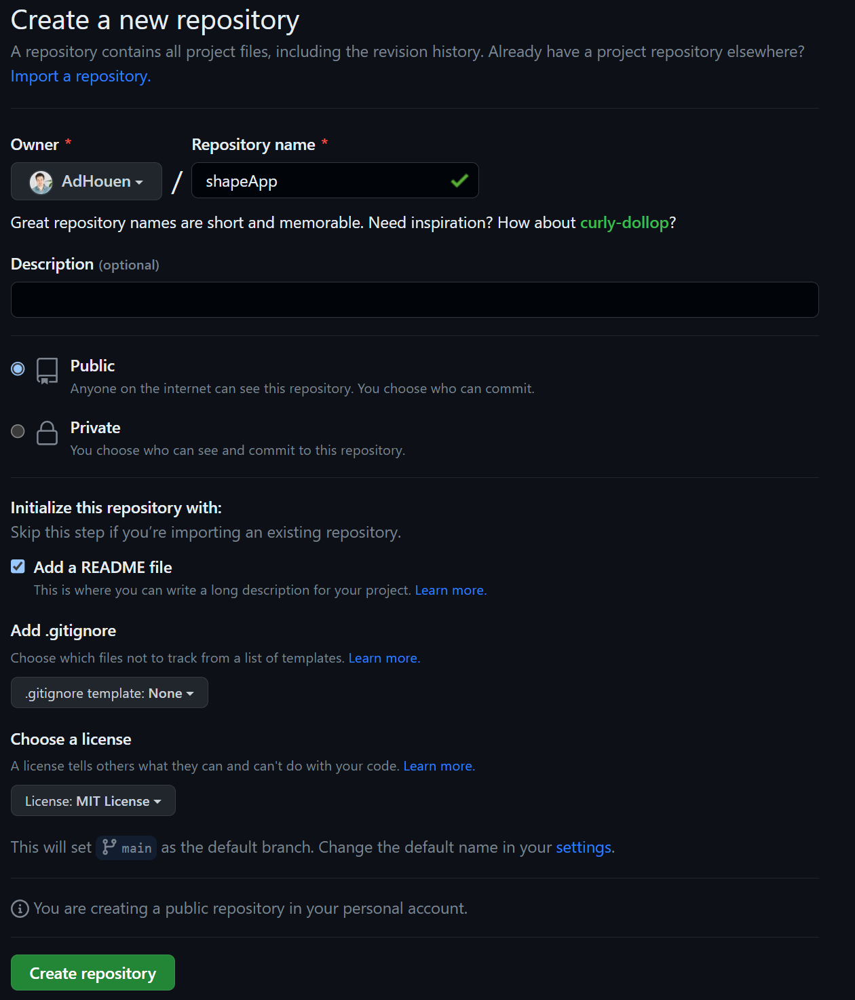 Create a new repository
A repository contains all project files, including the revision history. Already have a project repository elsewhere?
Import a repository.
Owner * Repository name *
AdHouen / shapeApp
Great repository names are short and memorable. Need inspiration? How about curly-dollop?
Description (optional)
Public
Anyone on the internet can see this repository. You choose who can commit.
Private
You choose who can see and commit to this repository.
Initialize this repository with:
Skip this step if you’re importing an existing repository.
Add a README file
This is where you can write a long description for your project. Learn more.
Add .gitignore
Choose which files not to track from a list of templates. Learn more.
.gitignore template: None
Choose a license
A license tells others what they can and can't do with your code. Learn more.
License: MIT License
This will set main as the default branch. Change the default name in your settings.
You are creating a public repository in your personal account.
Create repository